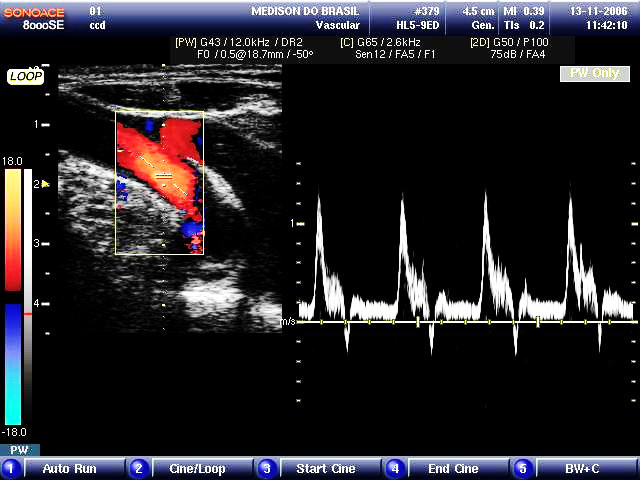 SONOACE 01 MEDISON DO BRASIL #379 4.5 cm MI 0.39 13-11-2006
8000SE ccd Vascular HL5-9ED Gen. TIs 0.2 11:42:10
[PW] G43 / 12.0kHz / DR2 [C] G65 / 2.6kHz [2D] G50 / P100
F0 / 0.5@18.7mm / -50° Sen12 / FA5 / F1 75dB / FA4
LOOP
PW Only
1
18.0
2
3
4
1
m/s
-18.0
PW
1 Auto Run 2 Cine/Loop 3 Start Cine 4 End Cine 5 BW+C